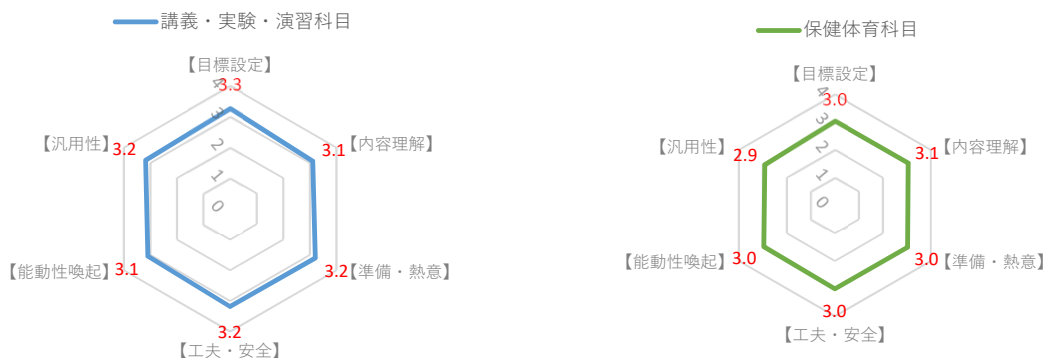 講義・実験・演習科目
【目標設定】
3.3
4
3
2
1
0
【汎用性】
3.2
3.1
【内容理解】
【能動性喚起】
3.1
3.2
【準備・熱意】
3.2
【工夫・安全】
保健体育科目
【目標設定】
3.0
4
3
2
1
0
【汎用性】
2.9
3.1
【内容理解】
【能動性喚起】
3.0
3.0
【準備・熱意】
3.0
【工夫・安全】